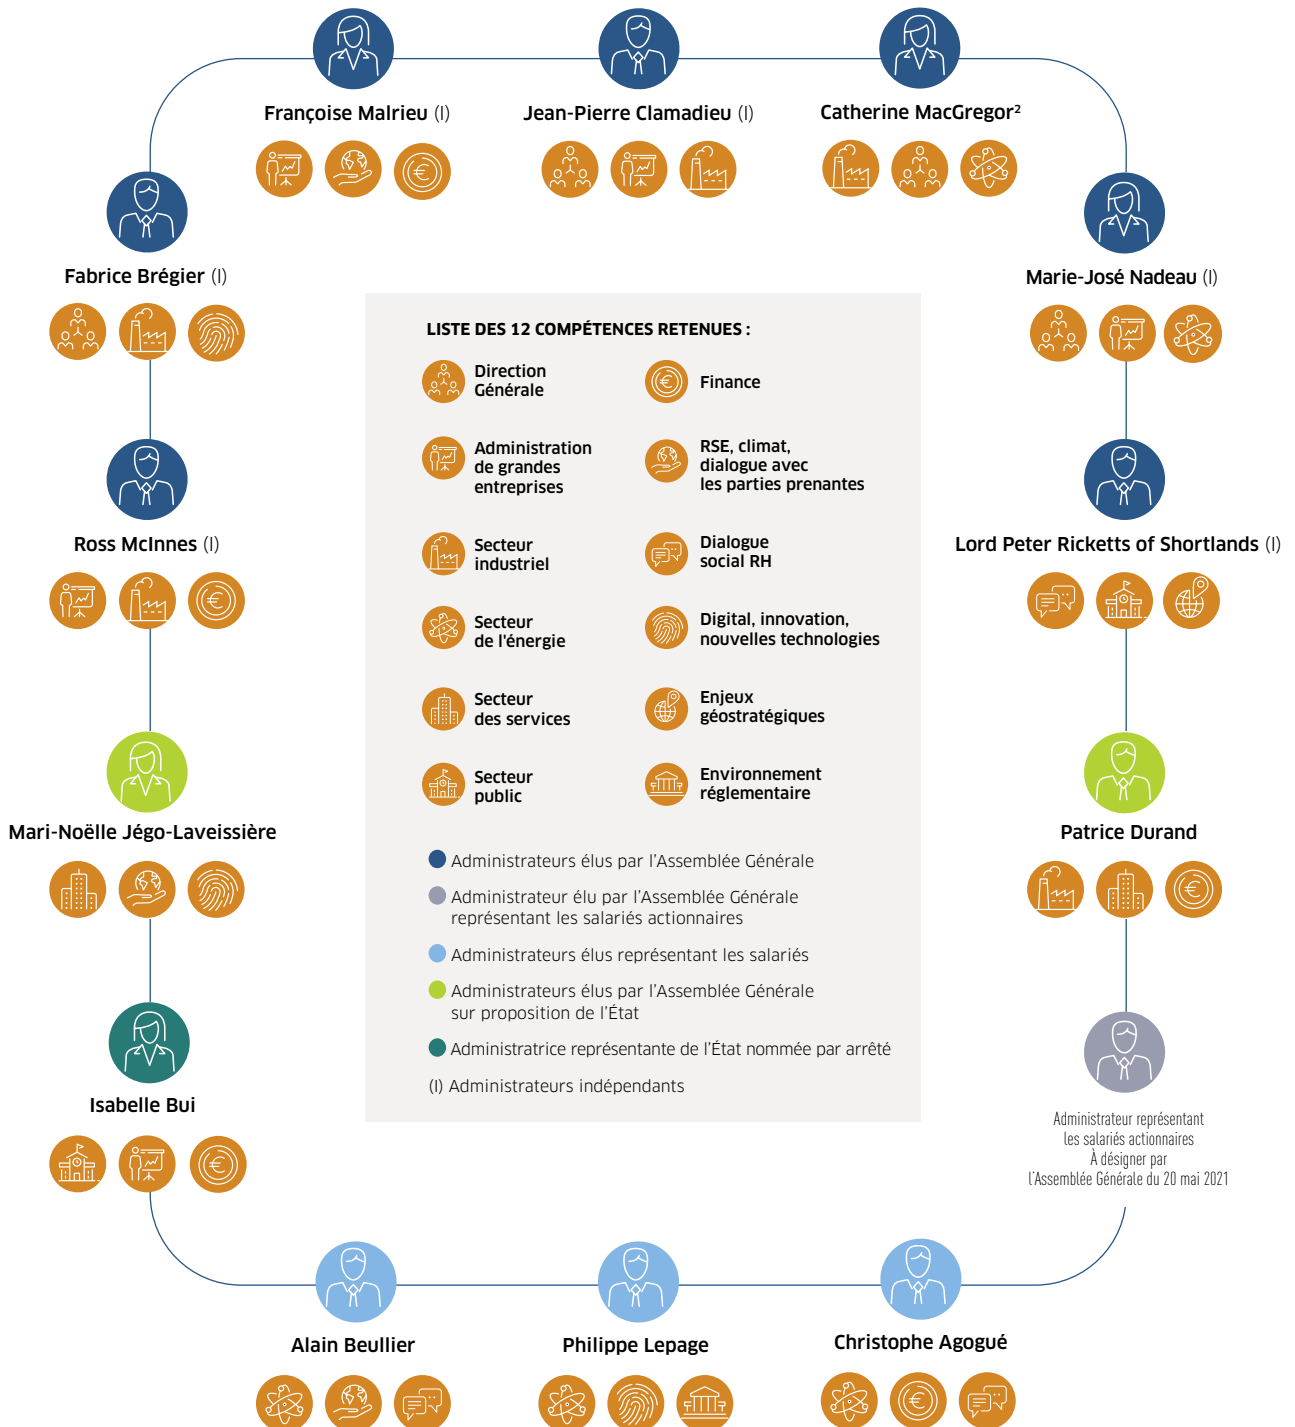 Françoise Malrieu (I)
Jean-Pierre Clamadieu (I)
Catherine MacGregor²
Fabrice Brégier (I)
Marie-José Nadeau (I)
LISTE DES 12 COMPÉTENCES RETENUES :
Direction
Générale
Finance
Administration
de grandes
entreprises
RSE, climat,
dialogue avec
les parties prenantes
Secteur
industriel
Dialogue
social RH
Secteur
de l'énergie
Digital, innovation,
nouvelles technologies
Secteur
des services
Enjeux
géostratégiques
Secteur
public
Environnement
réglementaire
Administrateurs élus par l'Assemblée Générale
Administrateur élu par l'Assemblée Générale
représentant les salariés actionnaires
Administrateurs élus représentant les salariés
Administrateurs élus par l'Assemblée Générale
sur proposition de l'État
Administratrice représentante de l'État nommée par arrêté
(I) Administrateurs indépendants
Ross McInnes (I)
Lord Peter Ricketts of Shortlands (I)
Mari-Noëlle Jégo-Laveissière
Patrice Durand
Isabelle Bui
Administrateur représentant
les salariés actionnaires
À désigner par
l'Assemblée Générale du 20 mai 2021
Alain Beullier
Philippe Lepage
Christophe Agogué